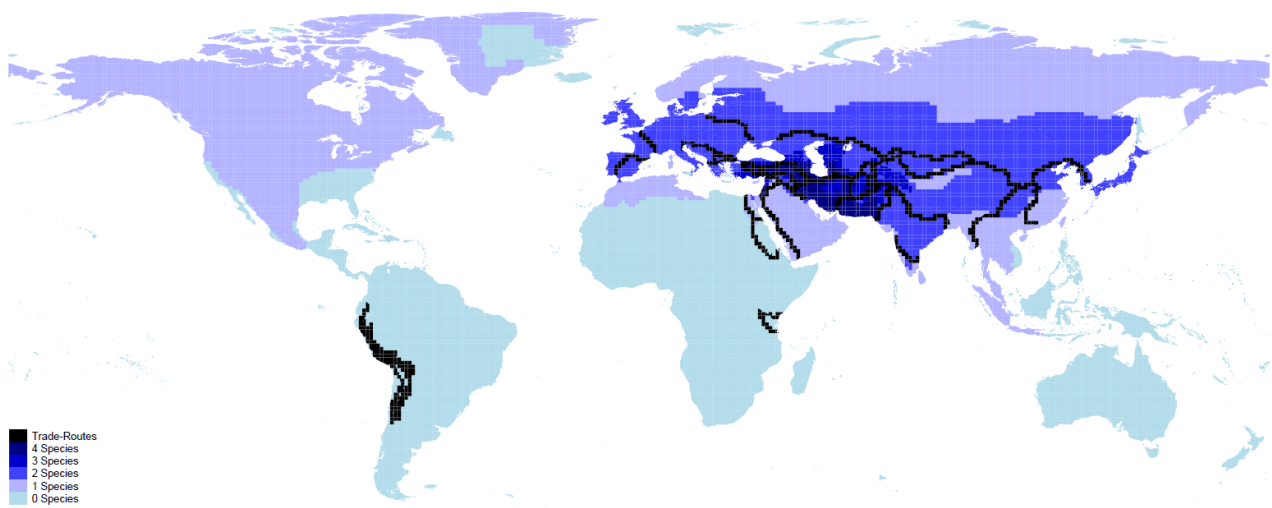 Trade-Routes
4 Species
3 Species
2 Species
1 Species
0 Species